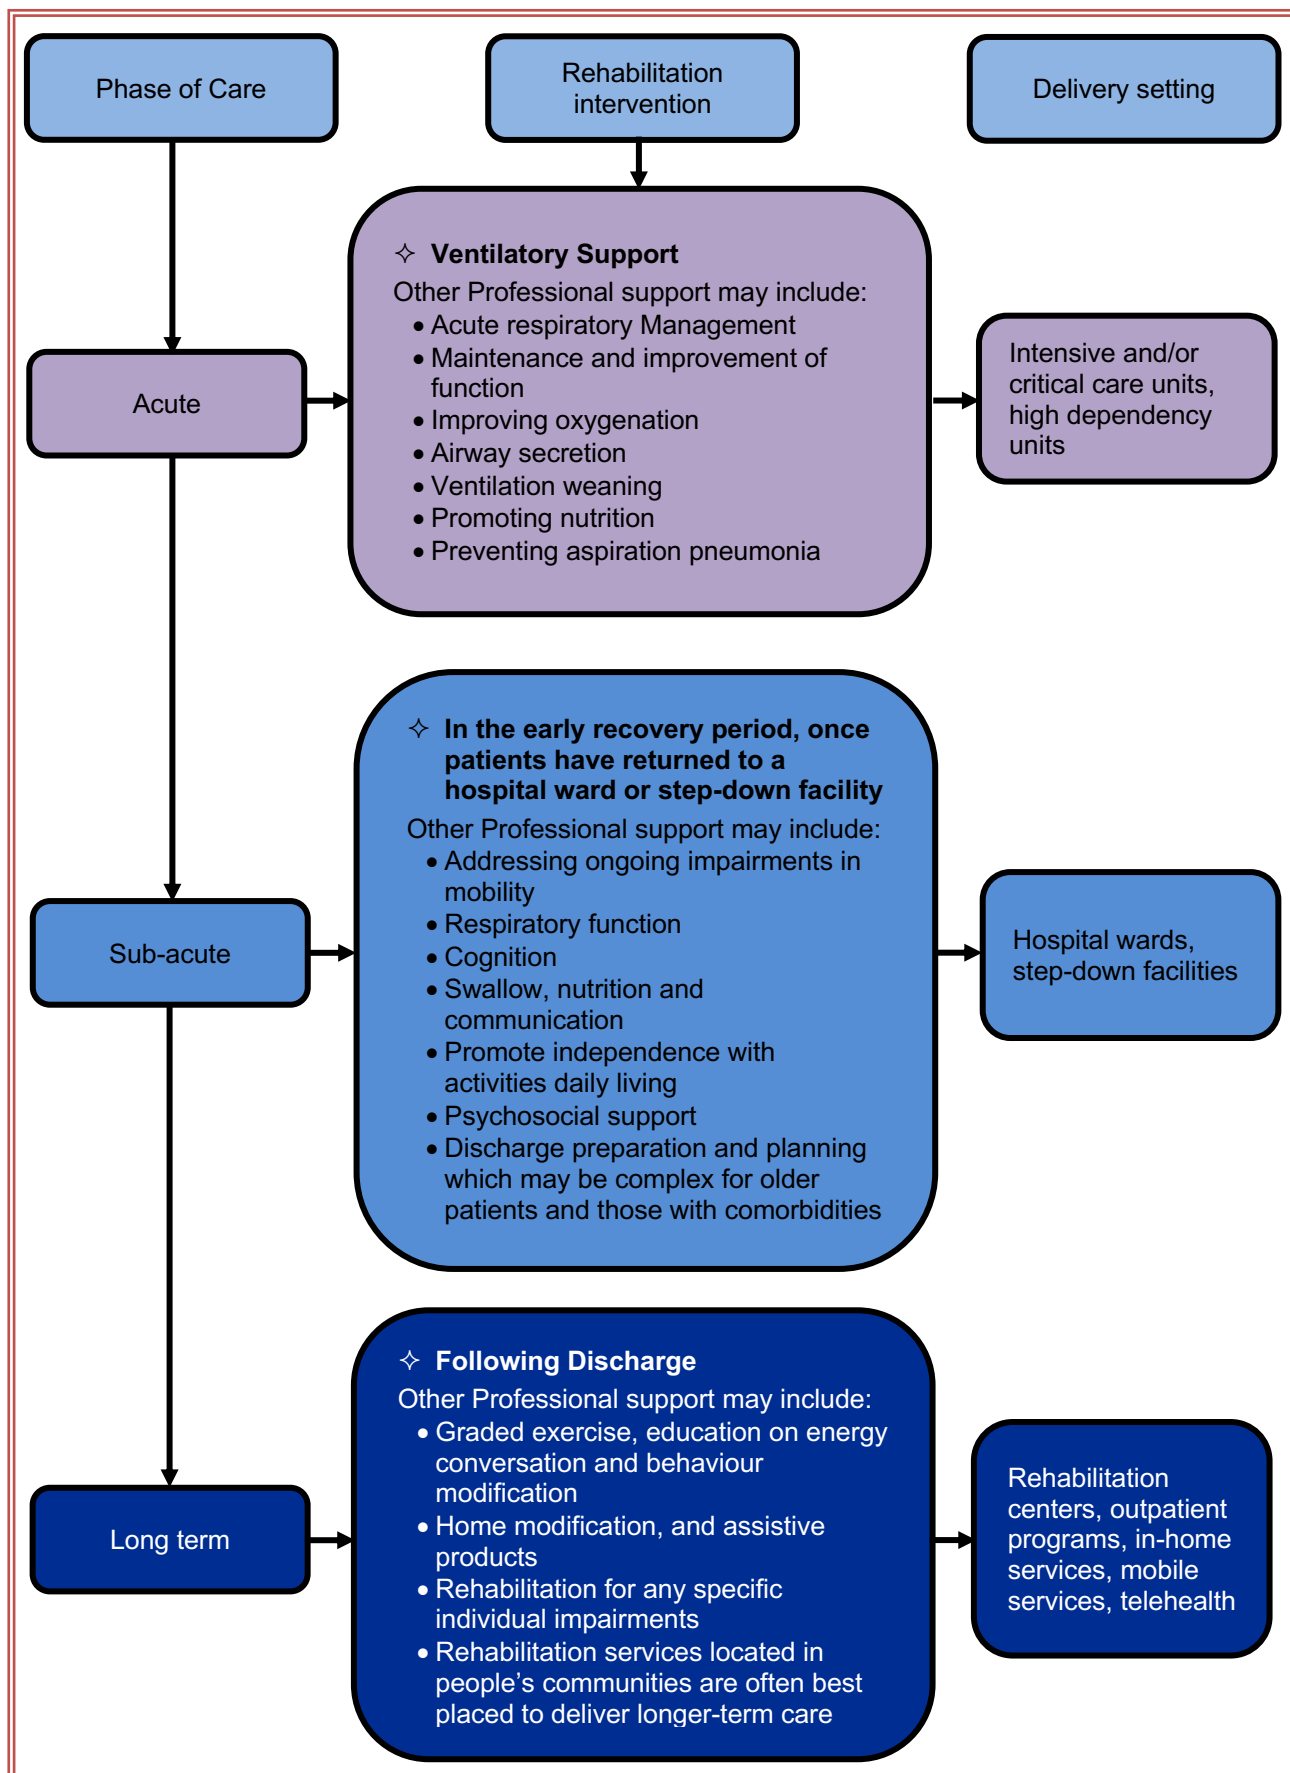 Phase of Care
Rehabilitation
intervention
Delivery setting
✧ Ventilatory Support
Other Professional support may include:
• Acute respiratory Management
• Maintenance and improvement of
function
• Improving oxygenation
• Airway secretion
• Ventilation weaning
• Promoting nutrition
• Preventing aspiration pneumonia
Acute
Intensive and/or
critical care units,
high dependency
units
✧ In the early recovery period, once
patients have returned to a
hospital ward or step-down facility
Other Professional support may include:
• Addressing ongoing impairments in
mobility
• Respiratory function
• Cognition
• Swallow, nutrition and
communication
• Promote independence with
activities daily living
• Psychosocial support
• Discharge preparation and planning
which may be complex for older
patients and those with comorbidities
Sub-acute
Hospital wards,
step-down facilities
✧ Following Discharge
Other Professional support may include:
• Graded exercise, education on energy
conversation and behaviour
modification
• Home modification, and assistive
products
• Rehabilitation for any specific
individual impairments
• Rehabilitation services located in
people’s communities are often best
placed to deliver longer-term care
Long term
Rehabilitation
centers, outpatient
programs, in-home
services, mobile
services, telehealth